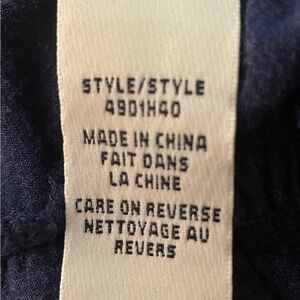 STYLE/STYLE
4901H40
MADE IN CHINA
FAIT DANS
LA CHINE
CARE ON REVERSE
NETTOYAGE AU
REVERS